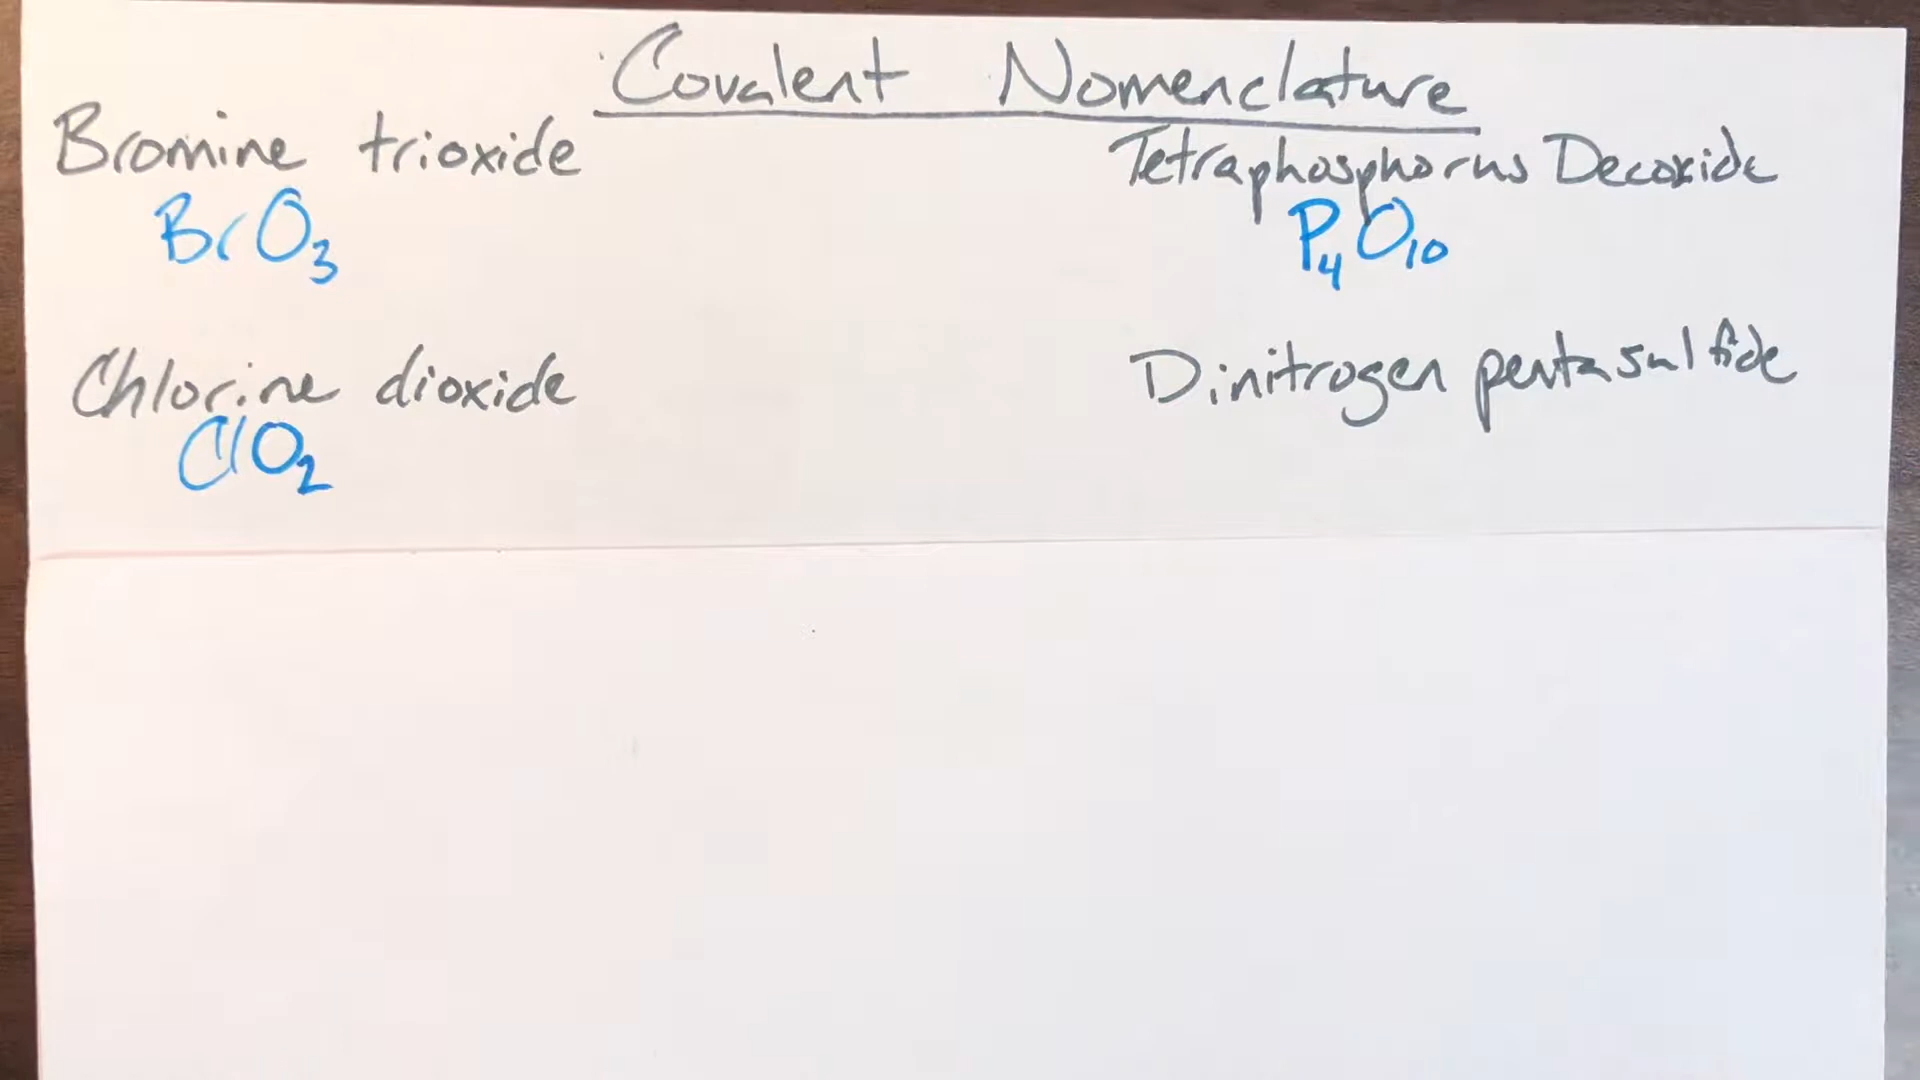 Covalent Nomenclature
Bromine trioxide
BrO₃
Tetraphosphorus Decoxide
P₄O₁₀
Chlorine dioxide
ClO₂
Dinitrogen pentasulfide